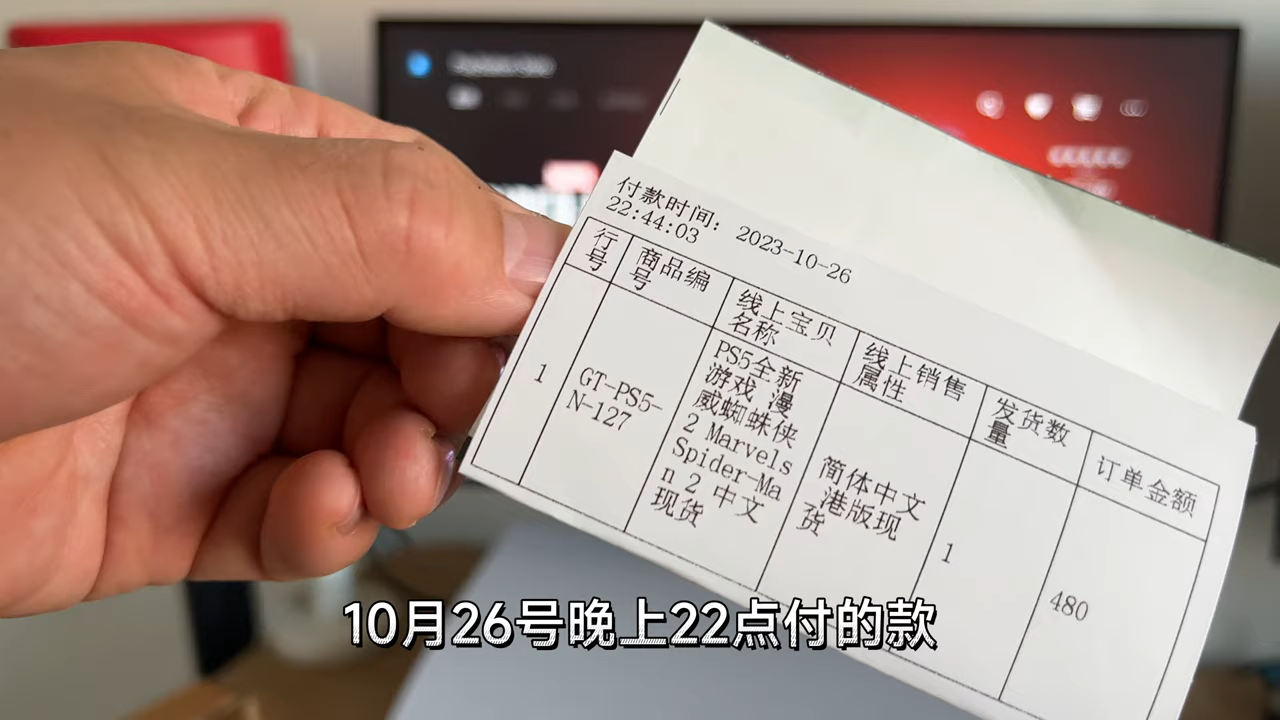 付款时间: 2023-10-26
22:44:03
行号
商品编号
线上宝贝名称
线上销售属性
发货数量
订单金额
1
GT-PS5-
N-127
PS5全新
游戏 漫
威蜘蛛侠
2 Marvels
Spider-Ma
n 2 中文
现货
简体中文
港版现
货
1
480
10月26号晚上22点付的款